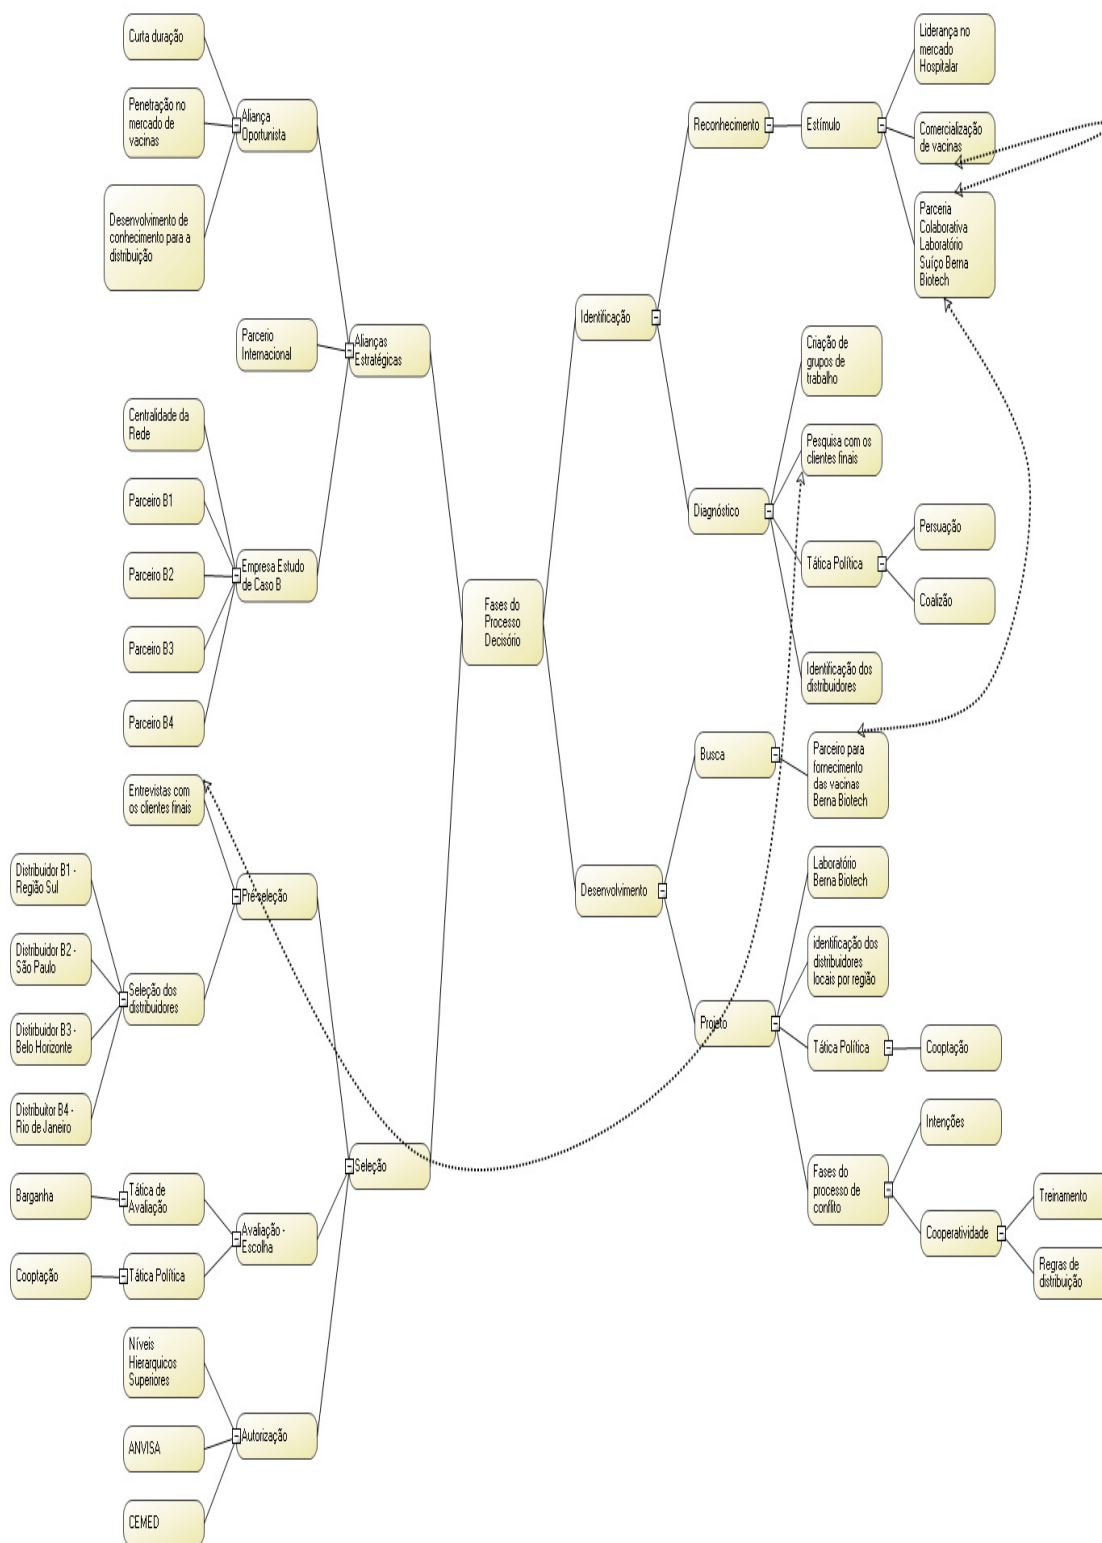 Curta duração
Penetração no
mercado de
vacinas
Desenvolvimento de
conhecimento para a
distribuição
Aliança
Oportunista
Parcerio
Internacional
Alianças
Estratégicas
Centralidade da
Rede
Parceiro B1
Parceiro B2
Parceiro B3
Parceiro B4
Empresa Estudo
de Caso B
Fases do
Processo
Decisório
Entrevistas com
os clientes finais
Pré-seleção
Distribuidor B1 -
Região Sul
Distribuidor B2 -
São Paulo
Distirbuidor B3 -
Belo Horizonte
Distribuitor B4 -
Rio de Janeiro
Seleção dos
distribuidores
Seleção
Barganha
Tática de
Avaliação
Cooptação
Tática Política
Avaliação -
Escolha
Níveis
Hierarquicos
Superiores
ANVISA
CEMED
Autorização
Identificação
Reconhecimento
Estímulo
Liderança no
mercado
Hospitalar
Comercialização
de vacinas
Parceria
Colaborativa
Laboratório
Suíço Berna
Biotech
Diagnóstico
Criação de
grupos de
trabalho
Pesquisa com os
clientes finais
Tática Política
Persuação
Coalizão
Identificação dos
distribuidores
Desenvolvimento
Busca
Parceiro para
fornecimento
das vacinas
Berna Biotech
Projeto
Laboratório
Berna Biotech
identificação dos
distribuidores
locais por região
Tática Política
Cooptação
Fases do
processo de
conflito
Intenções
Cooperatividade
Treinamento
Regras de
distribuição